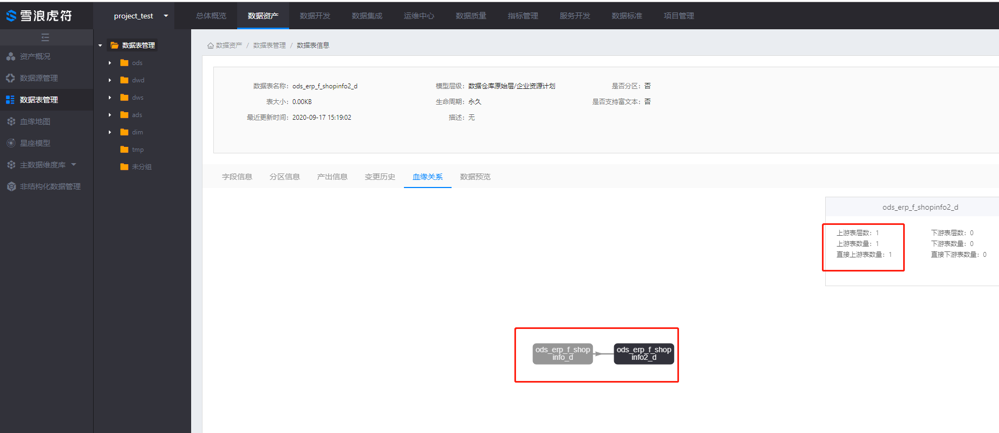 雪浪虎符
project_test
总体概览
数据资产
数据开发
数据集成
运维中心
数据质量
指标管理
服务开发
数据标准
项目管理
资产概况
数据源管理
数据表管理
血缘地图
星座模型
主数据维度库
非结构化数据管理
数据表管理
ods
dwd
dws
ads
dim
tmp
未分组
数据资产 / 数据表管理 / 数据表信息
数据表名称: ods_erp_f_shopinfo2_d
模型层级: 数据仓库原始层/企业资源计划
是否分区: 否
表大小: 0.00KB
生命周期: 永久
是否支持富文本: 否
最近更新时间: 2020-09-17 15:19:02
描述: 无
字段信息
分区信息
产出信息
变更历史
血缘关系
数据预览
ods_erp_f_shopinfo2_d
上游表层数: 1
下游表层数: 0
上游表数量: 1
下游表数量: 0
直接上游表数量: 1
直接下游表数量: 0
ods_erp_f_shop
info_d
ods_erp_f_shop
info2_d